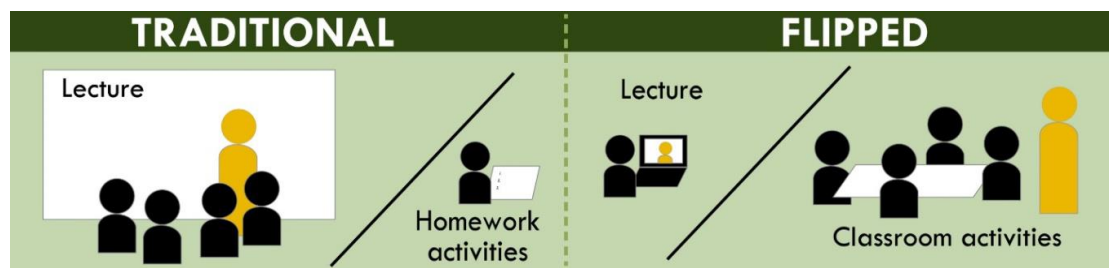 TRADITIONAL
Lecture
Homework
activities
FLIPPED
Lecture
Classroom activities